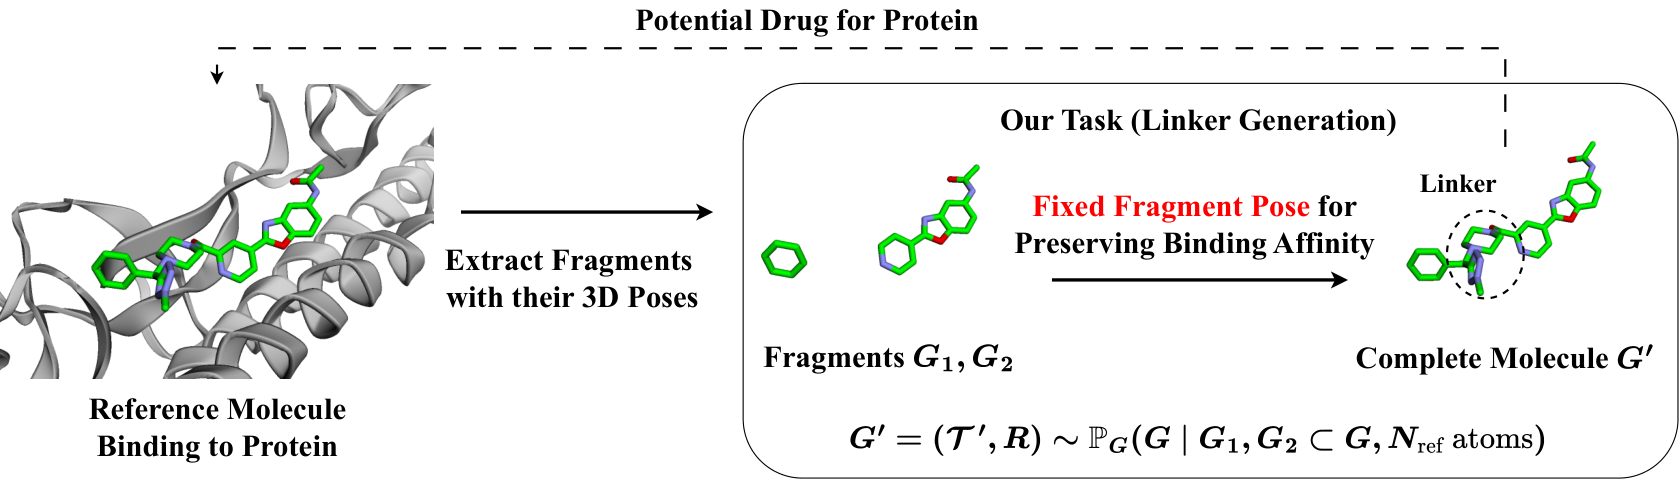 Potential Drug for Protein
Our Task (Linker Generation)
Linker
Fixed Fragment Pose for
Preserving Binding Affinity
Extract Fragments
with their 3D Poses
Fragments G₁, G₂
Complete Molecule G′
Reference Molecule
Binding to Protein
G′ = (𝒯′, R) ∼ ℙ_G(G | G₁, G₂ ⊂ G, N_ref atoms)